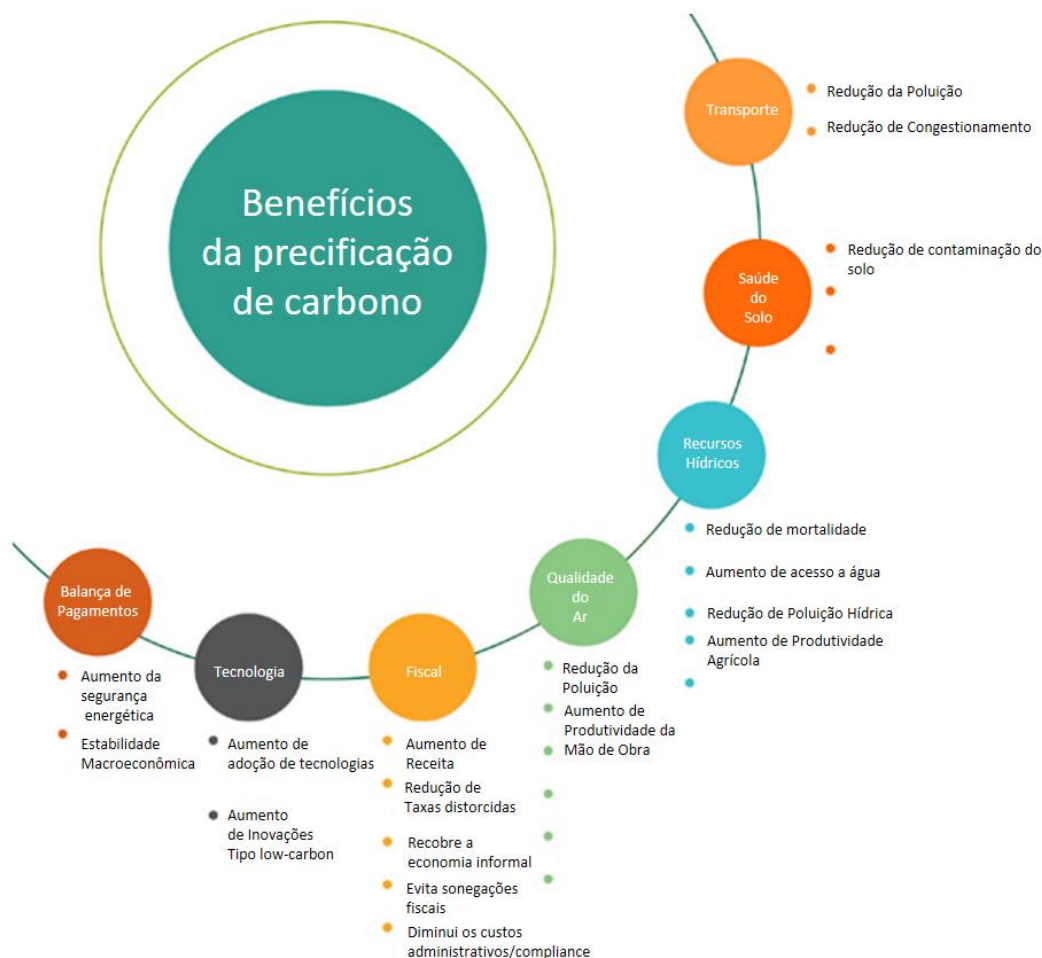 Benefícios
da precificação
de carbono
Transporte
Redução da Poluição
Redução de Congestionamento
Saúde
do
Solo
Redução de contaminação do
solo
Recursos
Hídricos
Redução de mortalidade
Aumento de acesso a água
Redução de Poluição Hídrica
Aumento de Produtividade
Agrícola
Qualidade
do
Ar
Redução da
Poluição
Aumento de
Produtividade da
Mão de Obra
Fiscal
Aumento de
Receita
Redução de
Taxas distorcidas
Recobre a
economia informal
Evita sonegações
fiscais
Diminui os custos
administrativos/compliance
Tecnologia
Aumento de
adoção de tecnologias
Aumento
de Inovações
Tipo low-carbon
Balança de
Pagamentos
Aumento da
segurança
energética
Estabilidade
Macroeconômica